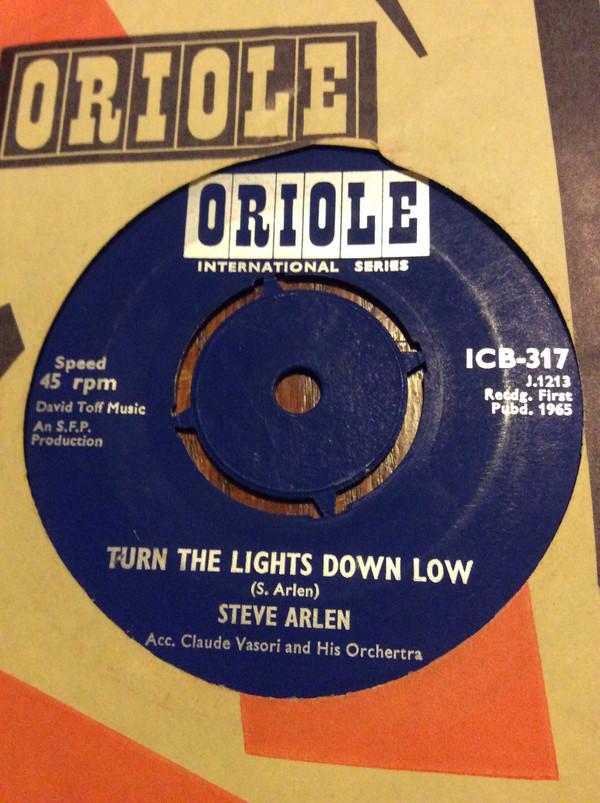 ORIOLE
ORIOLE
INTERNATIONAL SERIES
Speed
45 rpm
David Toff Music
An S.F.P.
Production
ICB-317
J.1213
Recdg. First
Pubd. 1965
TURN THE LIGHTS DOWN LOW
(S. Arlen)
STEVE ARLEN
Acc. Claude Vasori and His Orchertra